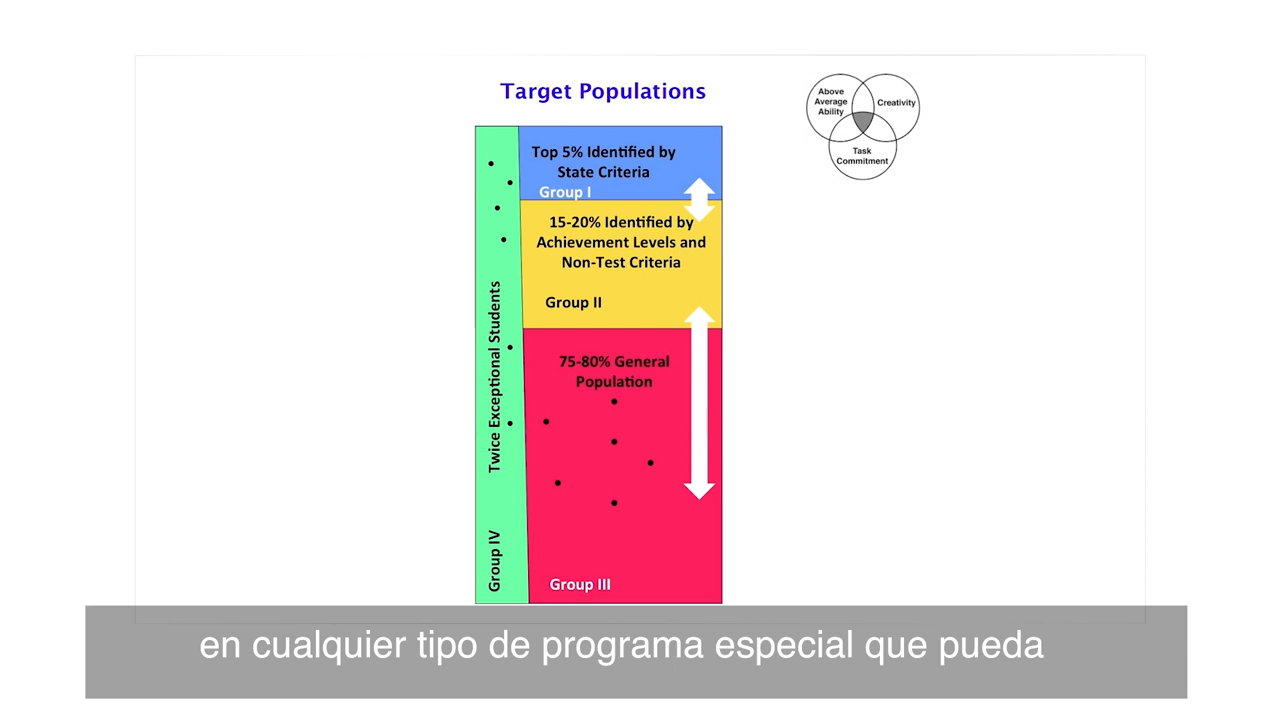 Target Populations
Above
Average
Ability
Creativity
Task
Commitment
Top 5% Identified by
State Criteria
Group I
15-20% Identified by
Achievement Levels and
Non-Test Criteria
Group II
75-80% General
Population
Group III
Twice Exceptional Students
Group IV
en cualquier tipo de programa especial que pueda